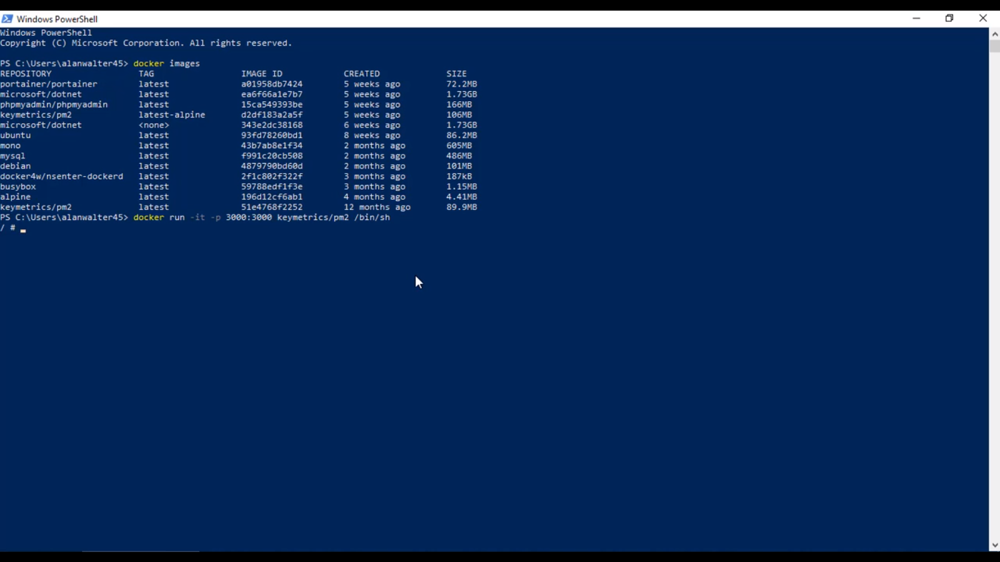 Windows PowerShell
Windows PowerShell
Copyright (C) Microsoft Corporation. All rights reserved.
PS C:\Users\alanwalter45> docker images
REPOSITORY TAG IMAGE ID CREATED SIZE
portainer/portainer latest a01958db7424 5 weeks ago 72.2MB
microsoft/dotnet latest ea6f66a1e7b7 5 weeks ago 1.73GB
phpmyadmin/phpmyadmin latest 15ca549393be 5 weeks ago 166MB
keymetrics/pm2 latest-alpine d2df183a2a5f 5 weeks ago 106MB
microsoft/dotnet <none> 343e2dc38168 6 weeks ago 1.73GB
ubuntu latest 93fd78260bd1 8 weeks ago 86.2MB
mono latest 43b7ab8e1f34 2 months ago 605MB
mysql latest f991c20cb508 2 months ago 486MB
debian latest 4879790bd60d 2 months ago 101MB
docker4w/nsenter-dockerd latest 2f1c802f322f 3 months ago 187kB
busybox latest 59788edf1f3e 3 months ago 1.15MB
alpine latest 196d12cf6ab1 4 months ago 4.41MB
keymetrics/pm2 latest 51e4768f2252 12 months ago 89.9MB
PS C:\Users\alanwalter45> docker run -it -p 3000:3000 keymetrics/pm2 /bin/sh
/ #